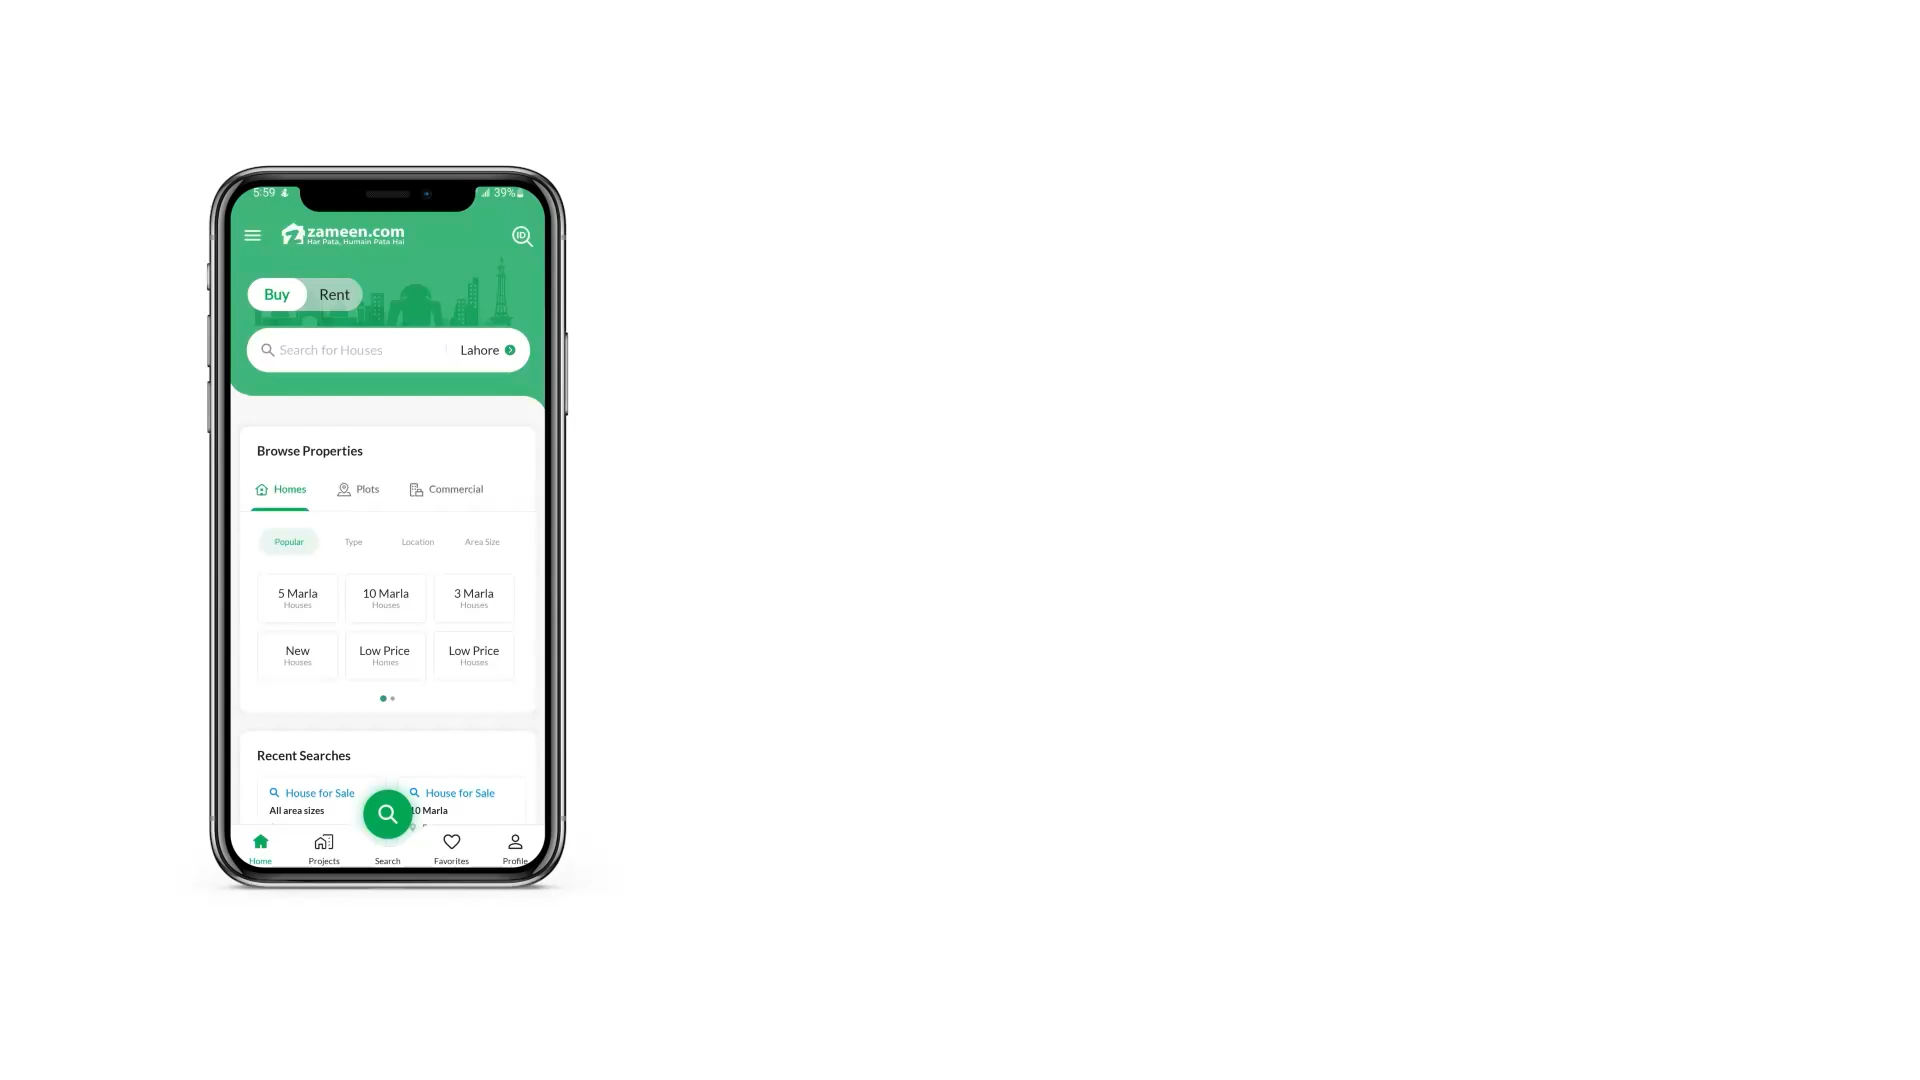 5:59
39%
zameen.com
Har Pata, Humain Pata Hai
ID
Buy
Rent
Search for Houses
Lahore
Browse Properties
Homes
Plots
Commercial
Popular
Type
Location
Area Size
5 Marla
Houses
10 Marla
Houses
3 Marla
Houses
New
Houses
Low Price
Homes
Low Price
Houses
Recent Searches
House for Sale
All area sizes
House for Sale
10 Marla
Home
Projects
Search
Favorites
Profile